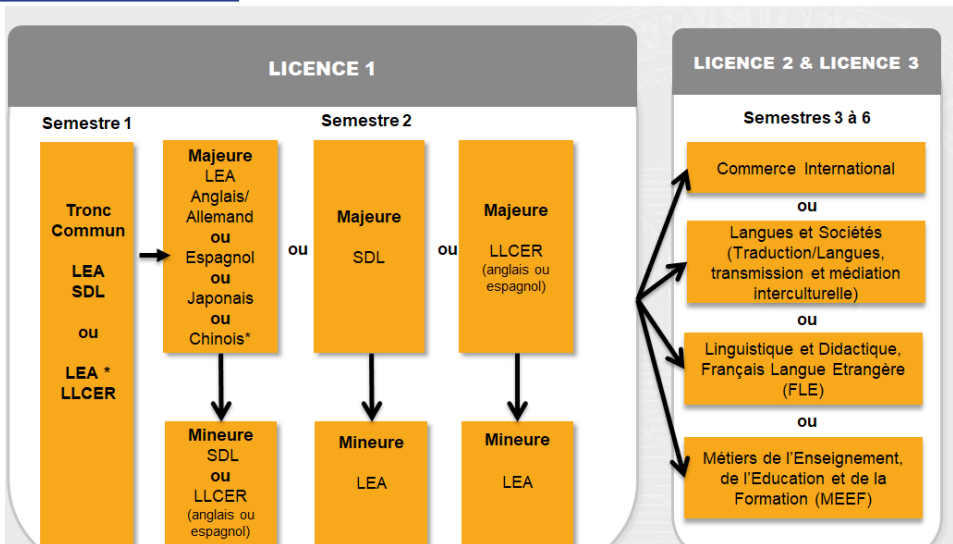 LICENCE 1
Semestre 1
Semestre 2
Tronc
Commun
LEA
SDL
ou
LEA *
LLCER
Majeure
LEA
Anglais/
Allemand
ou
Espagnol
ou
Japonais
ou
Chinois*
ou
Majeure
SDL
ou
Majeure
LLCER
(anglais ou
espagnol)
Mineure
SDL
ou
LLCER
(anglais ou
espagnol)
Mineure
LEA
Mineure
LEA
LICENCE 2 & LICENCE 3
Semestres 3 à 6
Commerce International
ou
Langues et Sociétés
(Traduction/Langues,
transmission et médiation
interculturelle)
ou
Linguistique et Didactique,
Français Langue Etrangère
(FLE)
ou
Métiers de l'Enseignement,
de l'Education et de la
Formation (MEEF)